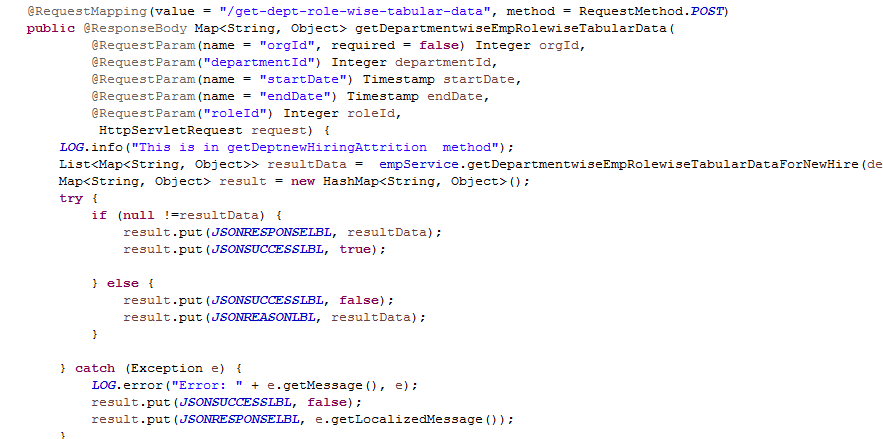 @RequestMapping(value = "/get-dept-role-wise-tabular-data", method = RequestMethod.POST)
public @ResponseBody Map<String, Object> getDepartmentwiseEmpRolewiseTabularData(
@RequestParam(name = "orgId", required = false) Integer orgId,
@RequestParam("departmentId") Integer departmentId,
@RequestParam(name = "startDate") Timestamp startDate,
@RequestParam(name = "endDate") Timestamp endDate,
@RequestParam("roleId") Integer roleId,
HttpServletRequest request) {
LOG.info("This is in getDeptnewHiringAttrition  method");
List<Map<String, Object>> resultData =  empService.getDepartmentwiseEmpRolewiseTabularDataForNewHire(de
Map<String, Object> result = new HashMap<String, Object>();
try {
if (null !=resultData) {
result.put(JSONRESPONSELBL, resultData);
result.put(JSONSUCCESSLBL, true);
} else {
result.put(JSONSUCCESSLBL, false);
result.put(JSONREASONLBL, resultData);
}
} catch (Exception e) {
LOG.error("Error: " + e.getMessage(), e);
result.put(JSONSUCCESSLBL, false);
result.put(JSONRESPONSELBL, e.getLocalizedMessage());
}